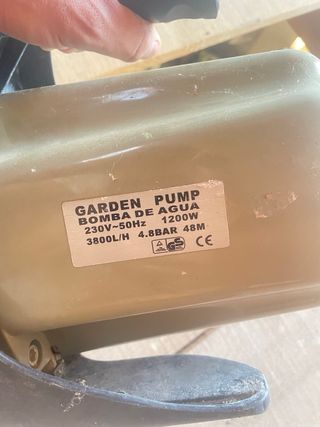 GARDEN PUMP
BOMBA DE AGUA
230V~50Hz 1200W
3800L/H 4.8BAR 48M
CE